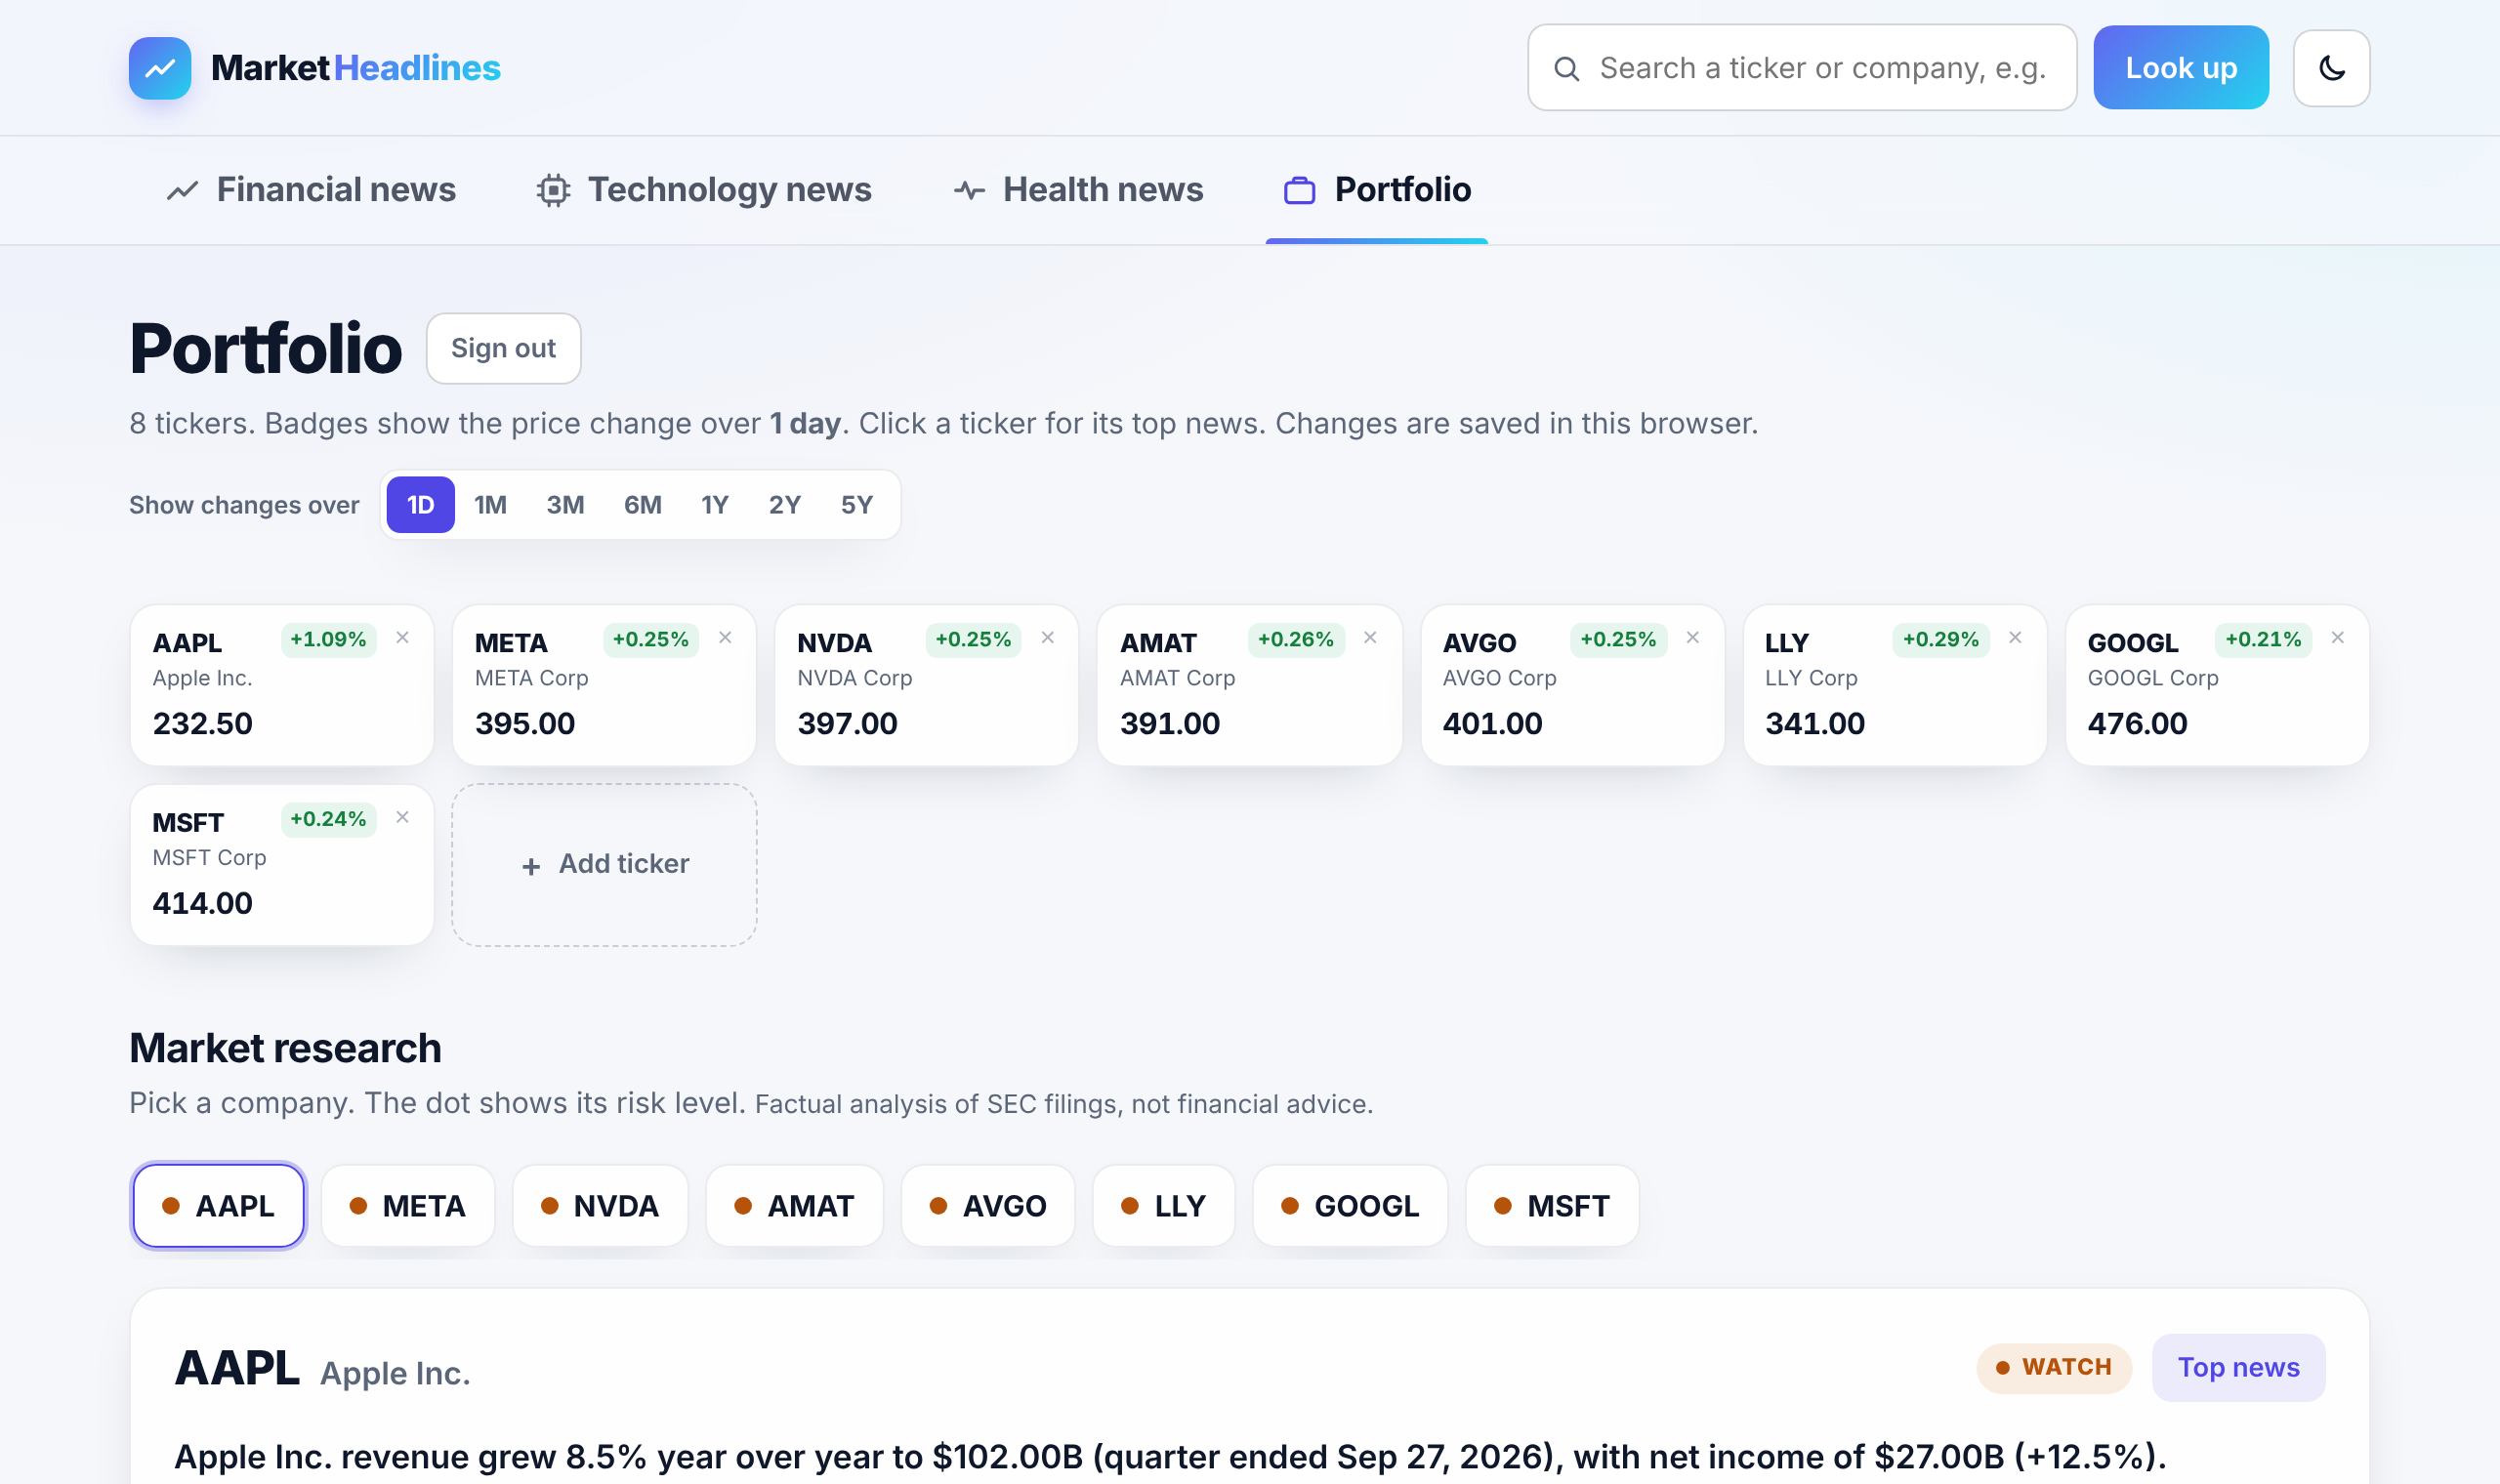 MarketHeadlines
Search a ticker or company, e.g.
Look up
Financial news
Technology news
Health news
Portfolio
Portfolio
Sign out
8 tickers. Badges show the price change over 1 day. Click a ticker for its top news. Changes are saved in this browser.
Show changes over 1D 1M 3M 6M 1Y 2Y 5Y
AAPL +1.09% ×
Apple Inc.
232.50
META +0.25% ×
META Corp
395.00
NVDA +0.25% ×
NVDA Corp
397.00
AMAT +0.26% ×
AMAT Corp
391.00
AVGO +0.25% ×
AVGO Corp
401.00
LLY +0.29% ×
LLY Corp
341.00
GOOGL +0.21% ×
GOOGL Corp
476.00
MSFT +0.24% ×
MSFT Corp
414.00
+ Add ticker
Market research
Pick a company. The dot shows its risk level. Factual analysis of SEC filings, not financial advice.
AAPL
META
NVDA
AMAT
AVGO
LLY
GOOGL
MSFT
AAPL Apple Inc.
WATCH
Top news
Apple Inc. revenue grew 8.5% year over year to $102.00B (quarter ended Sep 27, 2026), with net income of $27.00B (+12.5%).